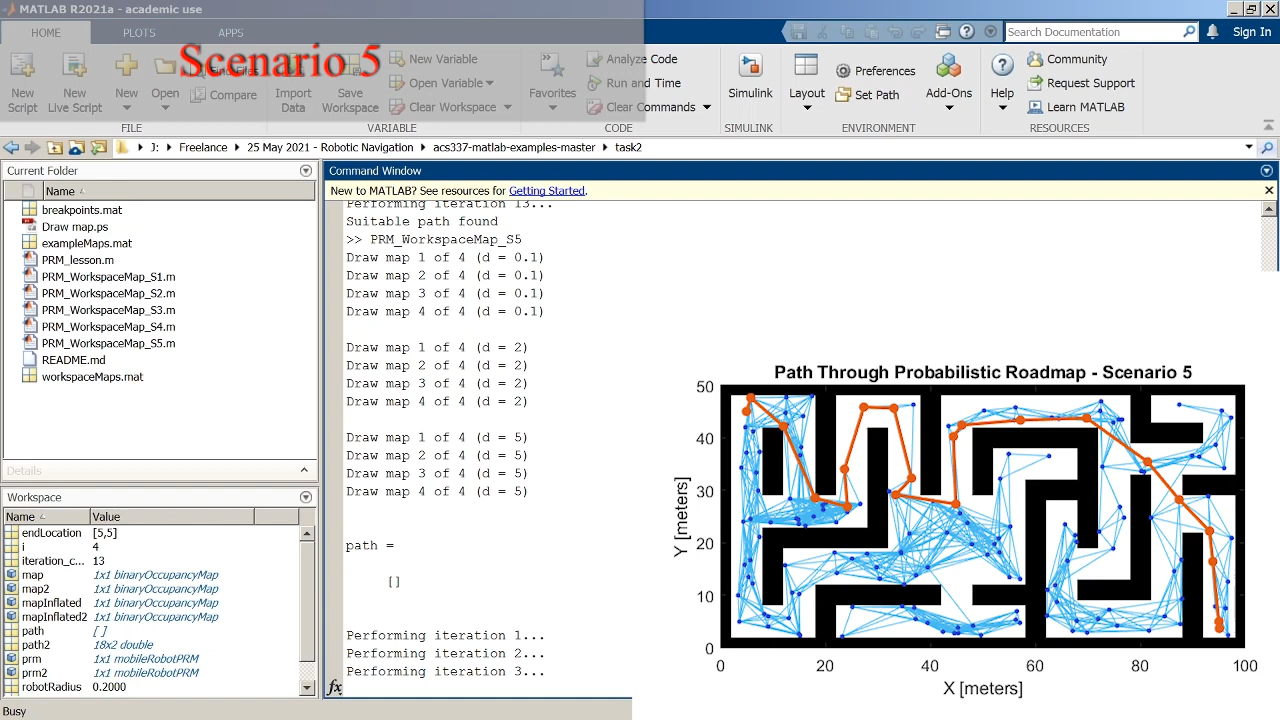 MATLAB R2021a - academic use
HOME PLOTS APPS
Scenario 5
Search Documentation
Sign In
New Script
New Live Script
New
Open
Find Files
Compare
Import Data
Save Workspace
New Variable
Open Variable
Clear Workspace
Favorites
Analyze Code
Run and Time
Clear Commands
Simulink
Layout
Preferences
Set Path
Add-Ons
Help
Community
Request Support
Learn MATLAB
FILE VARIABLE CODE SIMULINK ENVIRONMENT RESOURCES
J: Freelance 25 May 2021 - Robotic Navigation acs337-matlab-examples-master task2
Current Folder
Name
breakpoints.mat
Draw map.ps
exampleMaps.mat
PRM_lesson.m
PRM_WorkspaceMap_S1.m
PRM_WorkspaceMap_S2.m
PRM_WorkspaceMap_S3.m
PRM_WorkspaceMap_S4.m
PRM_WorkspaceMap_S5.m
README.md
workspaceMaps.mat
Details
Workspace
Name Value
endLocation [5,5]
i 4
iteration_c... 13
map 1x1 binaryOccupancyMap
map2 1x1 binaryOccupancyMap
mapInflated 1x1 binaryOccupancyMap
mapInflated2 1x1 binaryOccupancyMap
path [ ]
path2 18x2 double
prm 1x1 mobileRobotPRM
prm2 1x1 mobileRobotPRM
robotRadius 0.2000
Busy
Command Window
New to MATLAB? See resources for Getting Started.
Performing iteration 13...
Suitable path found
>> PRM_WorkspaceMap_S5
Draw map 1 of 4 (d = 0.1)
Draw map 2 of 4 (d = 0.1)
Draw map 3 of 4 (d = 0.1)
Draw map 4 of 4 (d = 0.1)
Draw map 1 of 4 (d = 2)
Draw map 2 of 4 (d = 2)
Draw map 3 of 4 (d = 2)
Draw map 4 of 4 (d = 2)
Draw map 1 of 4 (d = 5)
Draw map 2 of 4 (d = 5)
Draw map 3 of 4 (d = 5)
Draw map 4 of 4 (d = 5)
path =
[]
Performing iteration 1...
Performing iteration 2...
Performing iteration 3...
fx
Path Through Probabilistic Roadmap - Scenario 5
50
40
30
20
10
0
Y [meters]
0 20 40 60 80 100
X [meters]